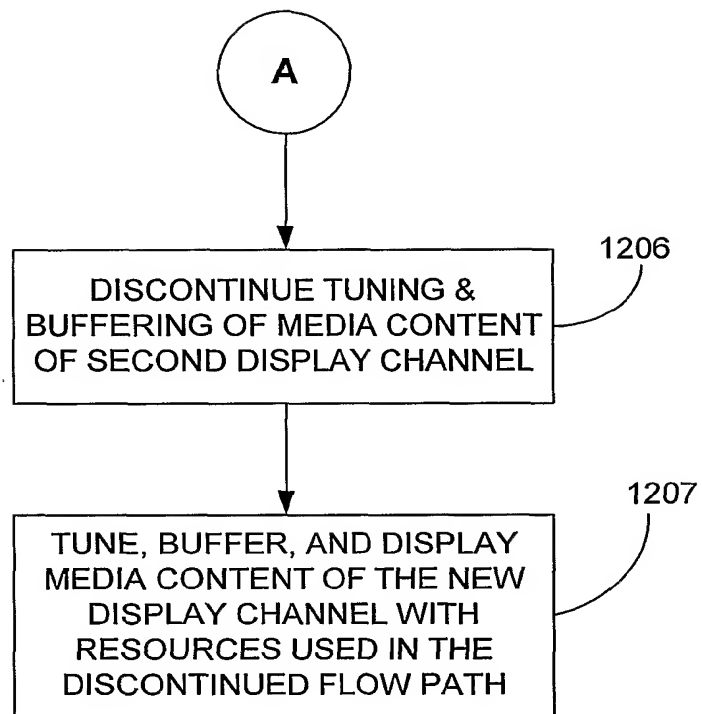 A
1206
DISCONTINUE TUNING &
BUFFERING OF MEDIA CONTENT
OF SECOND DISPLAY CHANNEL
1207
TUNE, BUFFER, AND DISPLAY
MEDIA CONTENT OF THE NEW
DISPLAY CHANNEL WITH
RESOURCES USED IN THE
DISCONTINUED FLOW PATH